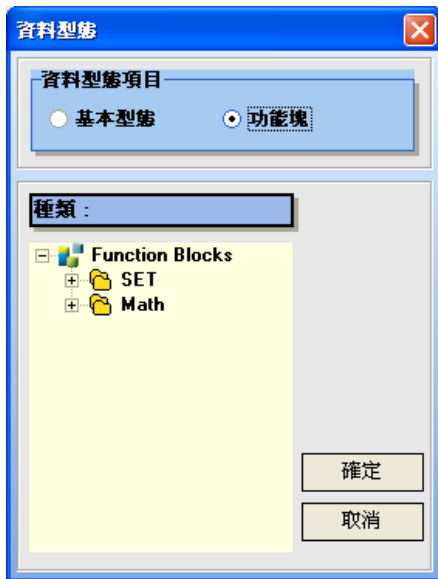 資料型態
資料型態項目
基本型態
功能塊
種類：
Function Blocks
SET
Math
確定
取消